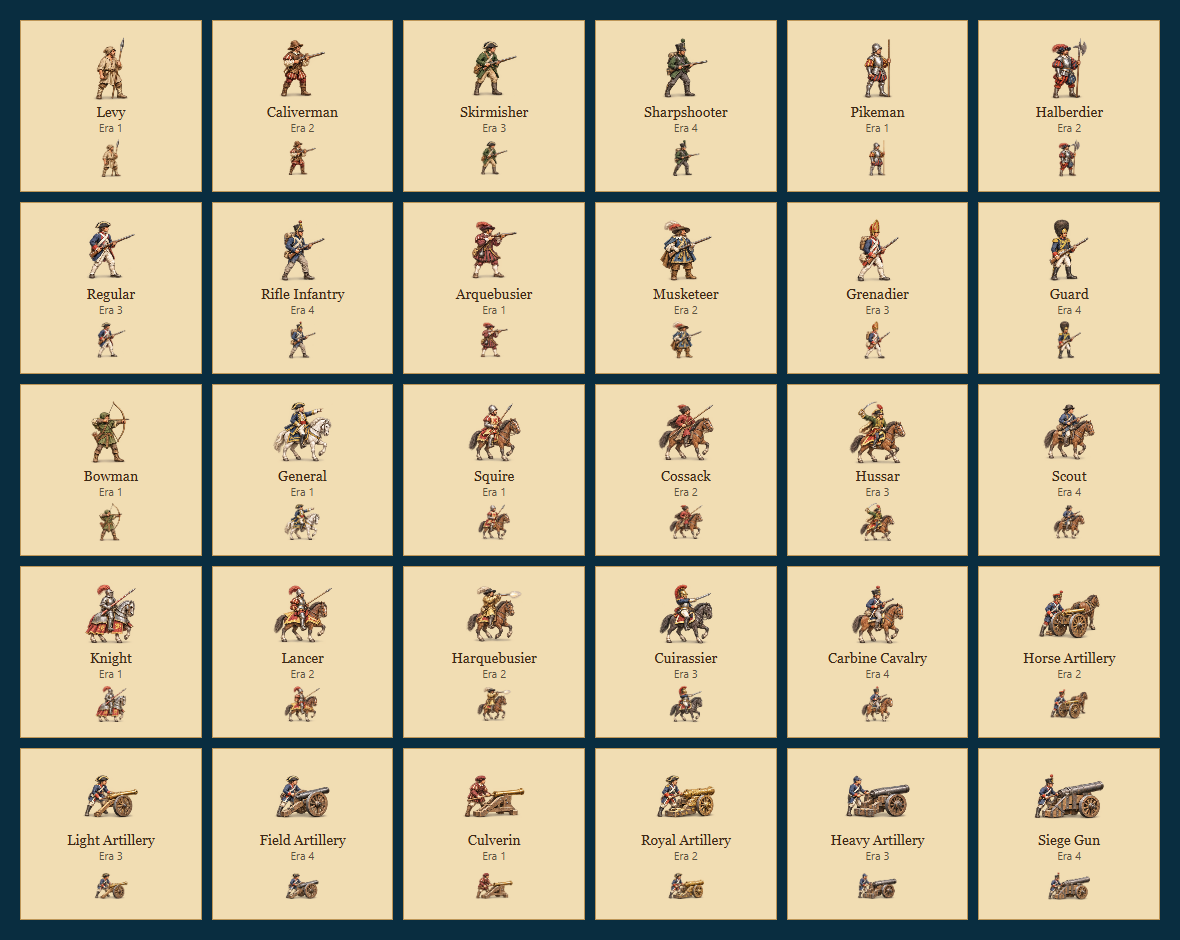 Levy
Era 1
Caliverman
Era 2
Skirmisher
Era 3
Sharpshooter
Era 4
Pikeman
Era 1
Halberdier
Era 2
Regular
Era 3
Rifle Infantry
Era 4
Arquebusier
Era 1
Musketeer
Era 2
Grenadier
Era 3
Guard
Era 4
Bowman
Era 1
General
Era 1
Squire
Era 1
Cossack
Era 2
Hussar
Era 3
Scout
Era 4
Knight
Era 1
Lancer
Era 2
Harquebusier
Era 2
Cuirassier
Era 3
Carbine Cavalry
Era 4
Horse Artillery
Era 2
Light Artillery
Era 3
Field Artillery
Era 4
Culverin
Era 1
Royal Artillery
Era 2
Heavy Artillery
Era 3
Siege Gun
Era 4